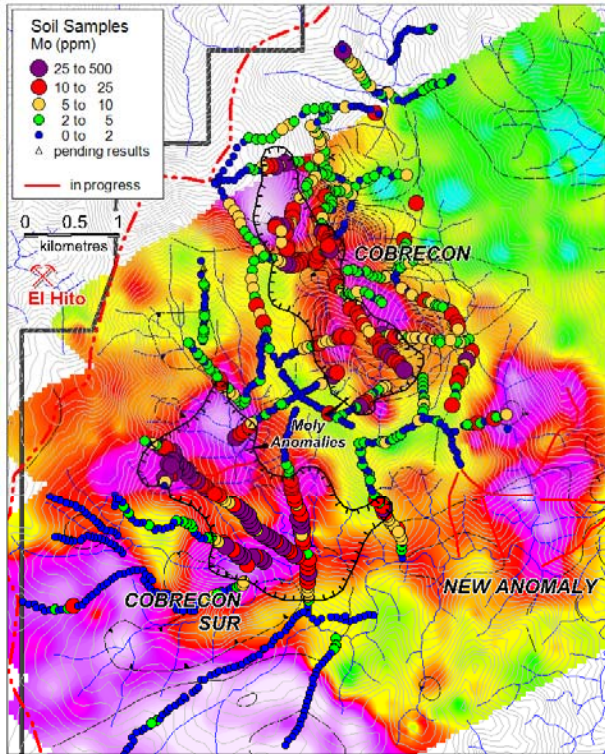 Soil Samples
Mo (ppm)
25 to 500
10 to 25
5 to 10
2 to 5
0 to 2
pending results
in progress
0 0.5 1
kilometres
El Hito
COBRECON
Moly
Anomalies
NEW ANOMALY
COBRECON
SUR